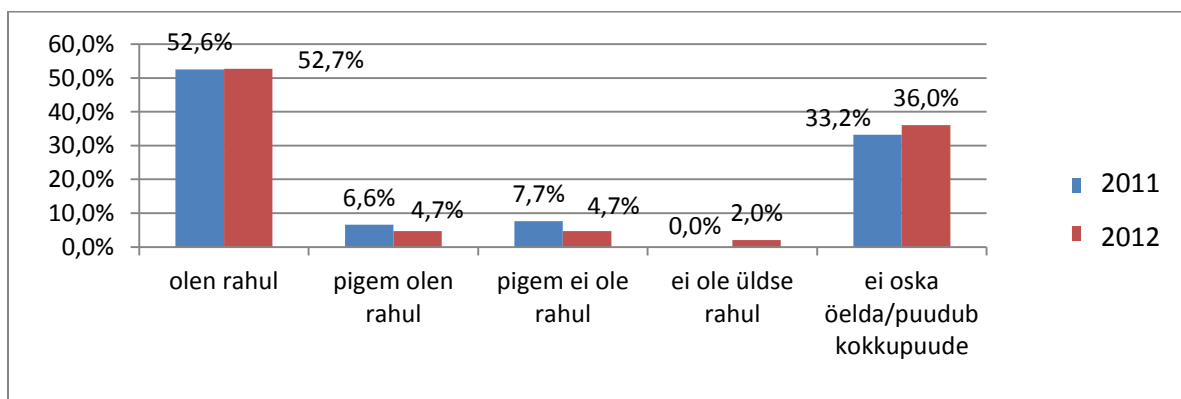 60,0%
50,0%
40,0%
30,0%
20,0%
10,0%
0,0%
52,6%
52,7%
6,6%
4,7%
7,7%
4,7%
0,0%
2,0%
33,2%
36,0%
olen rahul
pigem olen
rahul
pigem ei ole
rahul
ei ole üldse
rahul
ei oska
öelda/puudub
kokkupuude
2011
2012